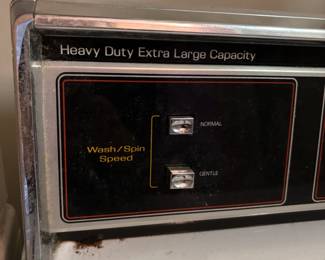 Heavy Duty Extra Large Capacity
NORMAL
Wash/Spin
Speed
GENTLE